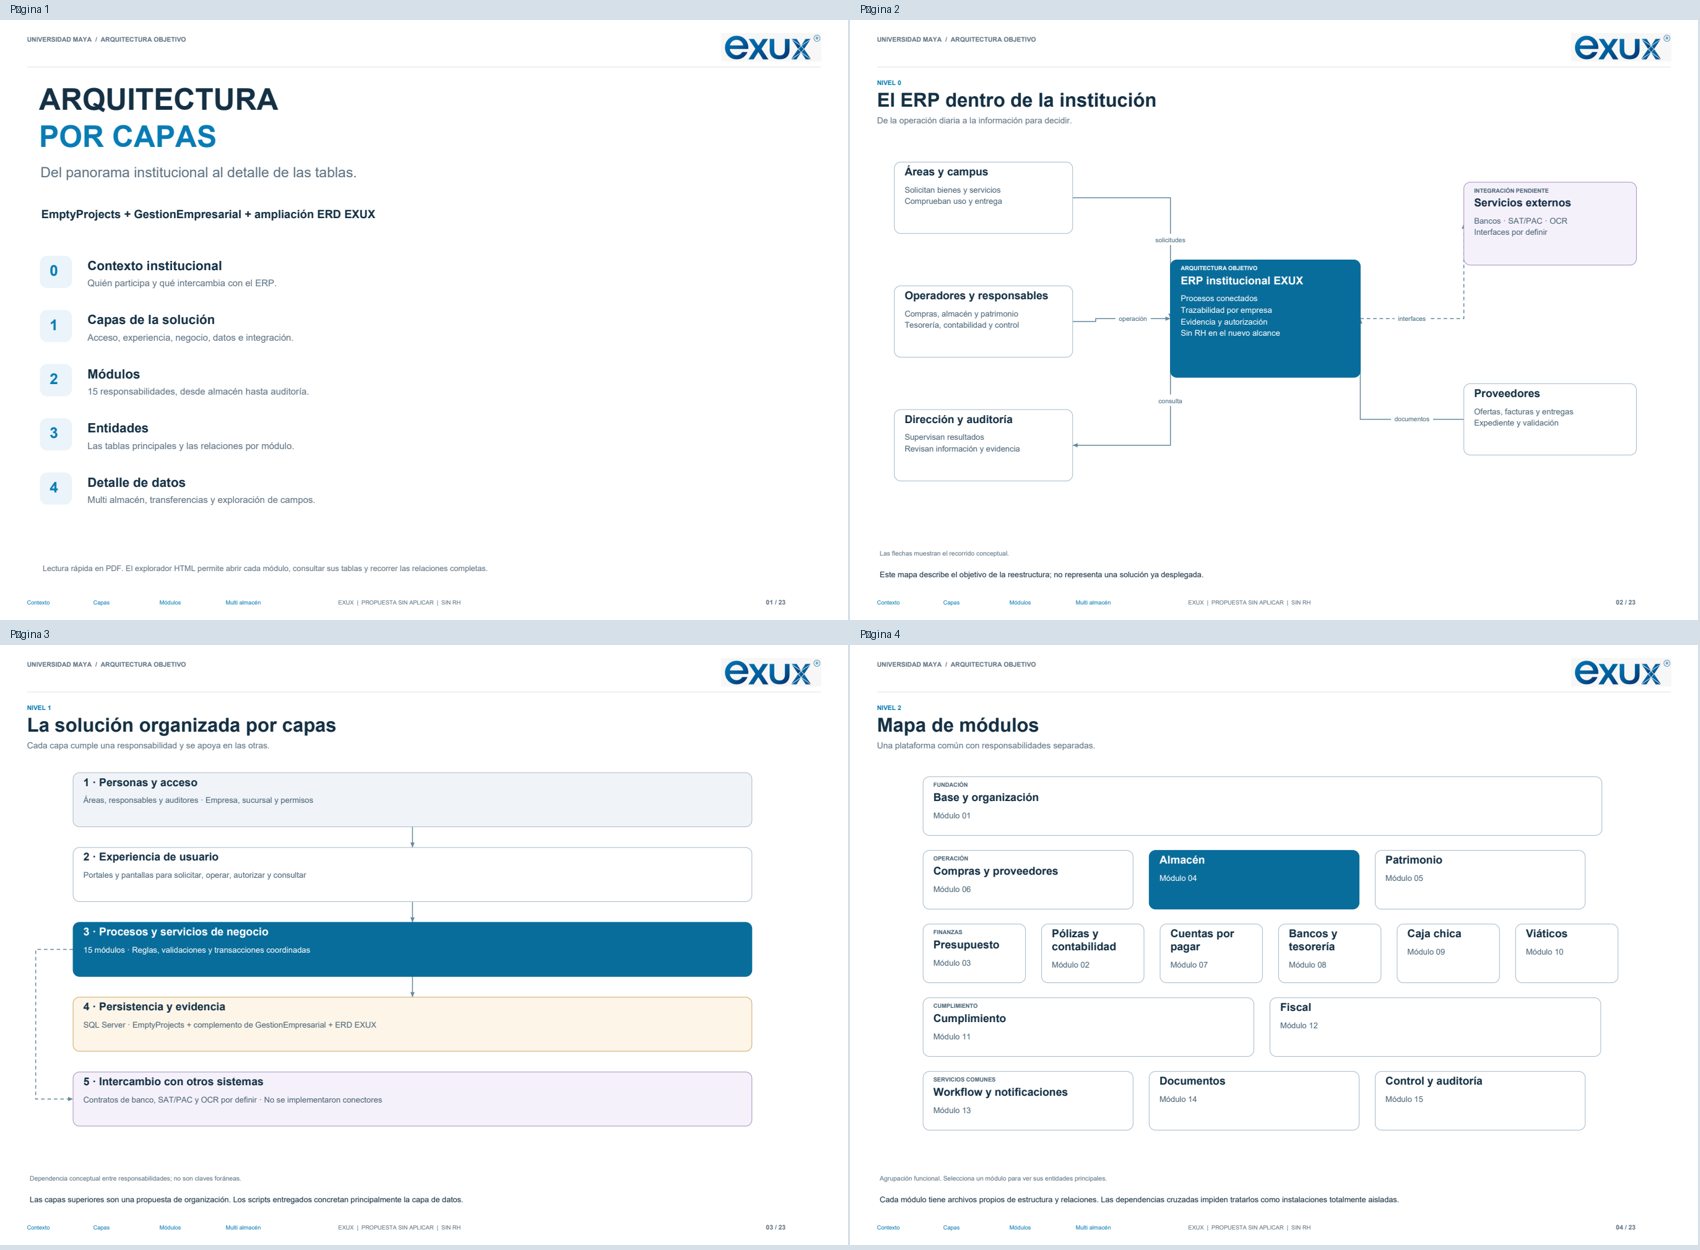 Página 1
UNIVERSIDAD MAYA / ARQUITECTURA OBJETIVO
exux®
ARQUITECTURA
POR CAPAS
Del panorama institucional al detalle de las tablas.
EmptyProjects + GestionEmpresarial + ampliación ERD EXUX
0
Contexto institucional
Quién participa y qué intercambia con el ERP.
1
Capas de la solución
Acceso, experiencia, negocio, datos e integración.
2
Módulos
15 responsabilidades, desde almacén hasta auditoría.
3
Entidades
Las tablas principales y las relaciones por módulo.
4
Detalle de datos
Multi almacén, transferencias y exploración de campos.
Lectura rápida en PDF. El explorador HTML permite abrir cada módulo, consultar sus tablas y recorrer las relaciones completas.
Contexto Capas Módulos Multi almacén EXUX | PROPUESTA SIN APLICAR | SIN RH 01 / 23
Página 2
UNIVERSIDAD MAYA / ARQUITECTURA OBJETIVO
exux®
NIVEL 0
El ERP dentro de la institución
De la operación diaria a la información para decidir.
Áreas y campus
Solicitan bienes y servicios
Comprueban uso y entrega
solicitudes
Operadores y responsables
Compras, almacén y patrimonio
Tesorería, contabilidad y control
operación
Dirección y auditoría
Supervisan resultados
Revisan información y evidencia
consulta
ARQUITECTURA OBJETIVO
ERP institucional EXUX
Procesos conectados
Trazabilidad por empresa
Evidencia y autorización
Sin RH en el nuevo alcance
interfaces
INTEGRACIÓN PENDIENTE
Servicios externos
Bancos · SAT/PAC · OCR
Interfaces por definir
documentos
Proveedores
Ofertas, facturas y entregas
Expediente y validación
Las flechas muestran el recorrido conceptual.
Este mapa describe el objetivo de la reestructura; no representa una solución ya desplegada.
Contexto Capas Módulos Multi almacén EXUX | PROPUESTA SIN APLICAR | SIN RH 02 / 23
Página 3
UNIVERSIDAD MAYA / ARQUITECTURA OBJETIVO
exux®
NIVEL 1
La solución organizada por capas
Cada capa cumple una responsabilidad y se apoya en las otras.
1 · Personas y acceso
Áreas, responsables y auditores · Empresa, sucursal y permisos
2 · Experiencia de usuario
Portales y pantallas para solicitar, operar, autorizar y consultar
3 · Procesos y servicios de negocio
15 módulos · Reglas, validaciones y transacciones coordinadas
4 · Persistencia y evidencia
SQL Server · EmptyProjects + complemento de GestionEmpresarial + ERD EXUX
5 · Intercambio con otros sistemas
Contratos de banco, SAT/PAC y OCR por definir · No se implementaron conectores
Dependencia conceptual entre responsabilidades; no son claves foráneas.
Las capas superiores son una propuesta de organización. Los scripts entregados concretan principalmente la capa de datos.
Contexto Capas Módulos Multi almacén EXUX | PROPUESTA SIN APLICAR | SIN RH 03 / 23
Página 4
UNIVERSIDAD MAYA / ARQUITECTURA OBJETIVO
exux®
NIVEL 2
Mapa de módulos
Una plataforma común con responsabilidades separadas.
FUNDACIÓN
Base y organización
Módulo 01
OPERACIÓN
Compras y proveedores
Módulo 06
Almacén
Módulo 04
Patrimonio
Módulo 05
FINANZAS
Presupuesto
Módulo 03
Pólizas y
contabilidad
Módulo 02
Cuentas por
pagar
Módulo 07
Bancos y
tesorería
Módulo 08
Caja chica
Módulo 09
Viáticos
Módulo 10
CUMPLIMIENTO
Cumplimiento
Módulo 11
Fiscal
Módulo 12
SERVICIOS COMUNES
Workflow y notificaciones
Módulo 13
Documentos
Módulo 14
Control y auditoría
Módulo 15
Agrupación funcional. Selecciona un módulo para ver sus entidades principales.
Cada módulo tiene archivos propios de estructura y relaciones. Las dependencias cruzadas impiden tratarlos como instalaciones totalmente aisladas.
Contexto Capas Módulos Multi almacén EXUX | PROPUESTA SIN APLICAR | SIN RH 04 / 23